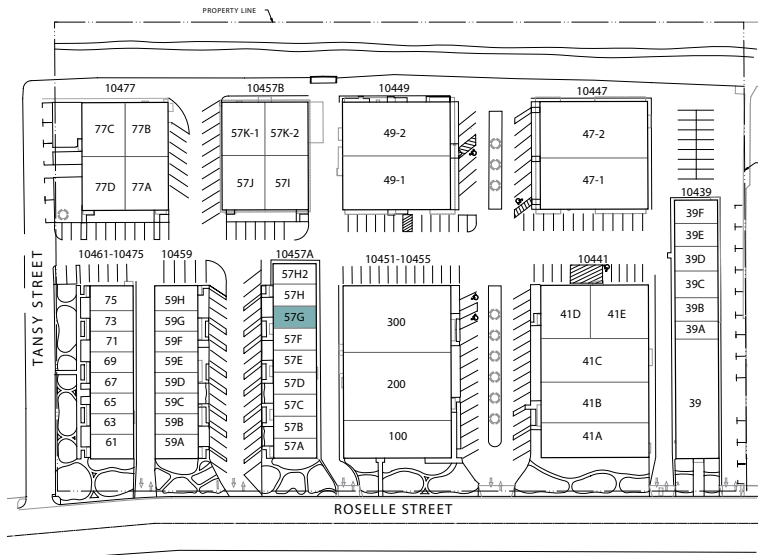 PROPERTY LINE
10477
10457B
10449
10447
77C
77B
77D
77A
57K-1
57K-2
57J
57I
49-2
49-1
47-2
47-1
10439
39F
39E
39D
39C
39B
39A
39
TANSY STREET
10461-10475
10459
10457A
10451-10455
10441
75
73
71
69
67
65
63
61
59H
59G
59F
59E
59D
59C
59B
59A
57H2
57H
57G
57F
57E
57D
57C
57B
57A
300
200
100
41D
41E
41C
41B
41A
ROSELLE STREET